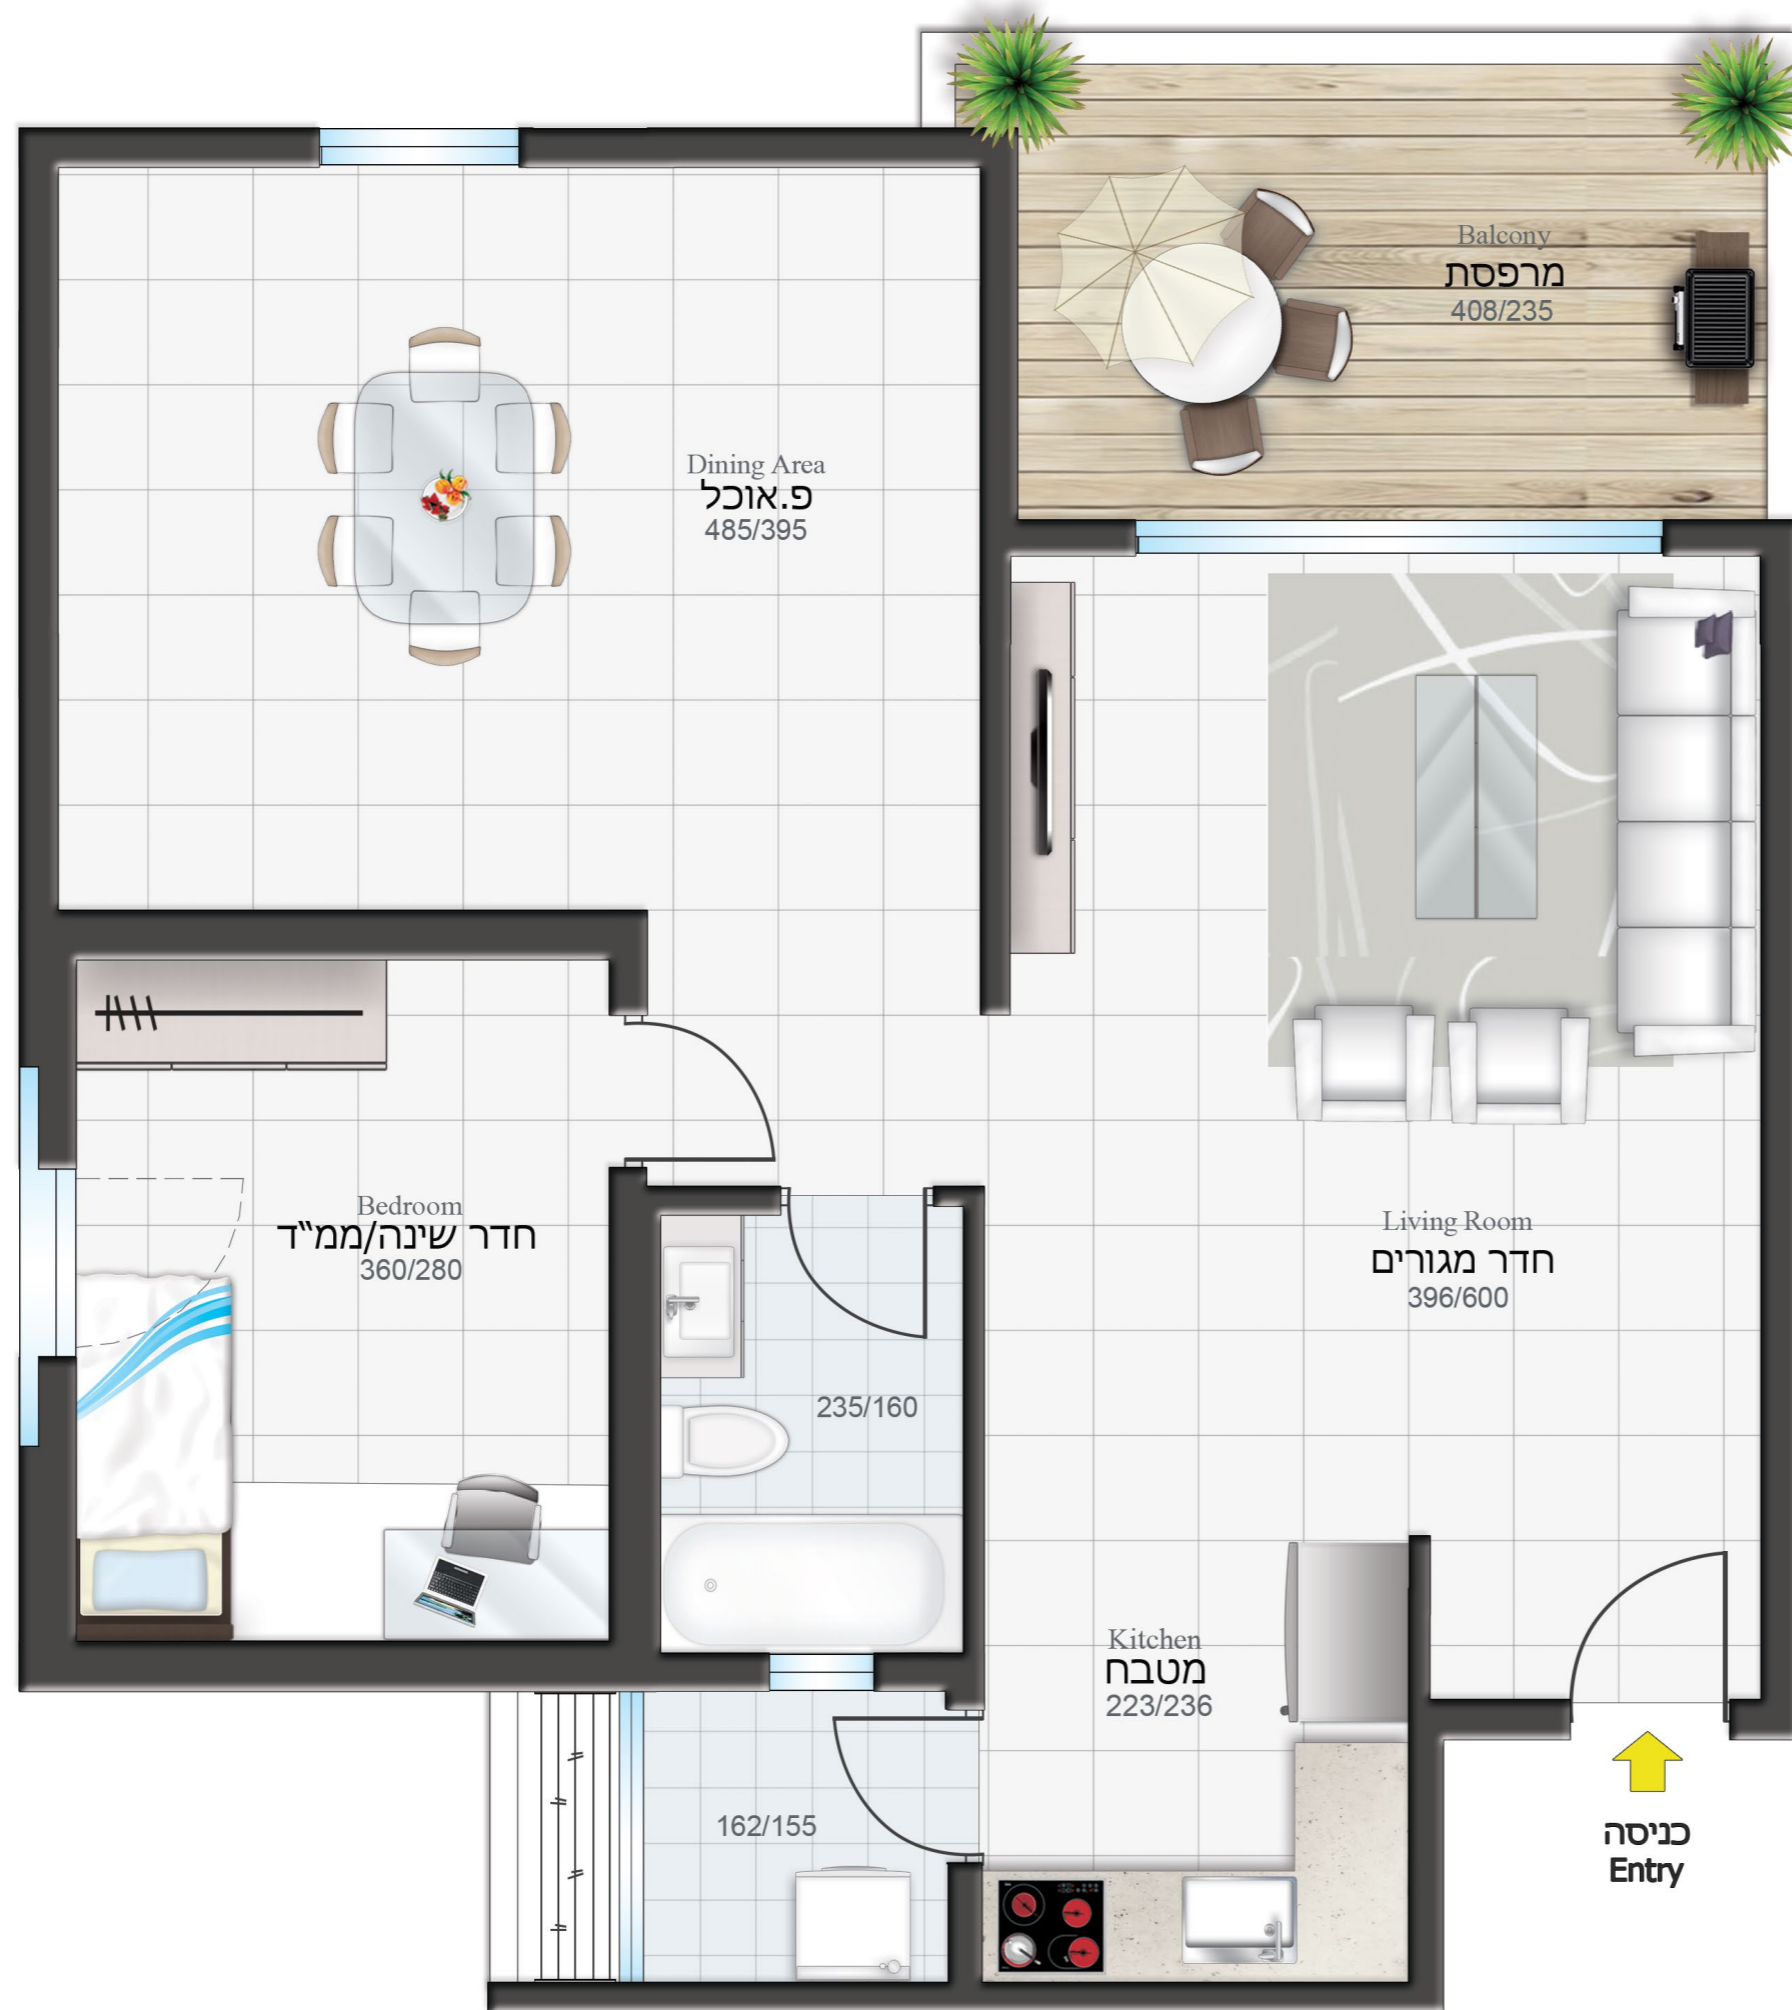 Balcony
מרפסת
408/235
Dining Area
פ.אוכל
485/395
Bedroom
חדר שינה/ממ"ד
360/280
Living Room
חדר מגורים
396/600
235/160
Kitchen
מטבח
223/236
162/155
כניסה
Entry